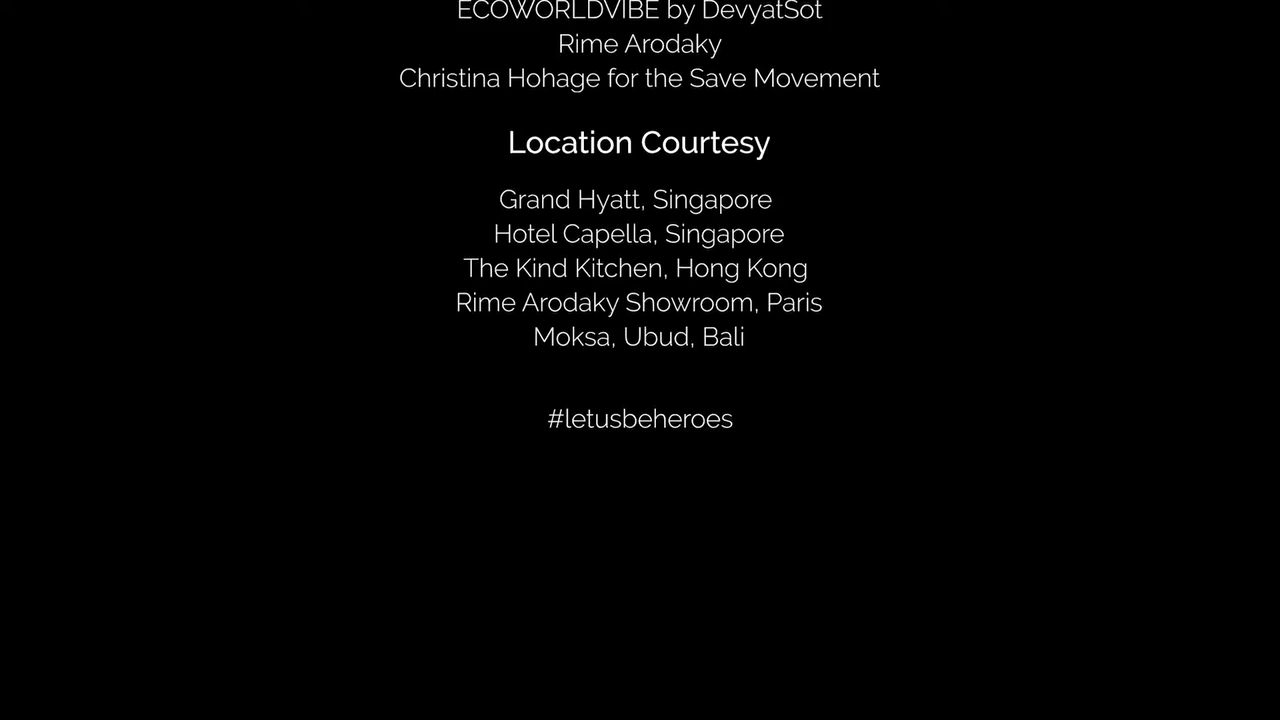 ECOWORLDVIBE by DevyatSot
Rime Arodaky
Christina Hohage for the Save Movement
Location Courtesy
Grand Hyatt, Singapore
Hotel Capella, Singapore
The Kind Kitchen, Hong Kong
Rime Arodaky Showroom, Paris
Moksa, Ubud, Bali
#letusbeheroes